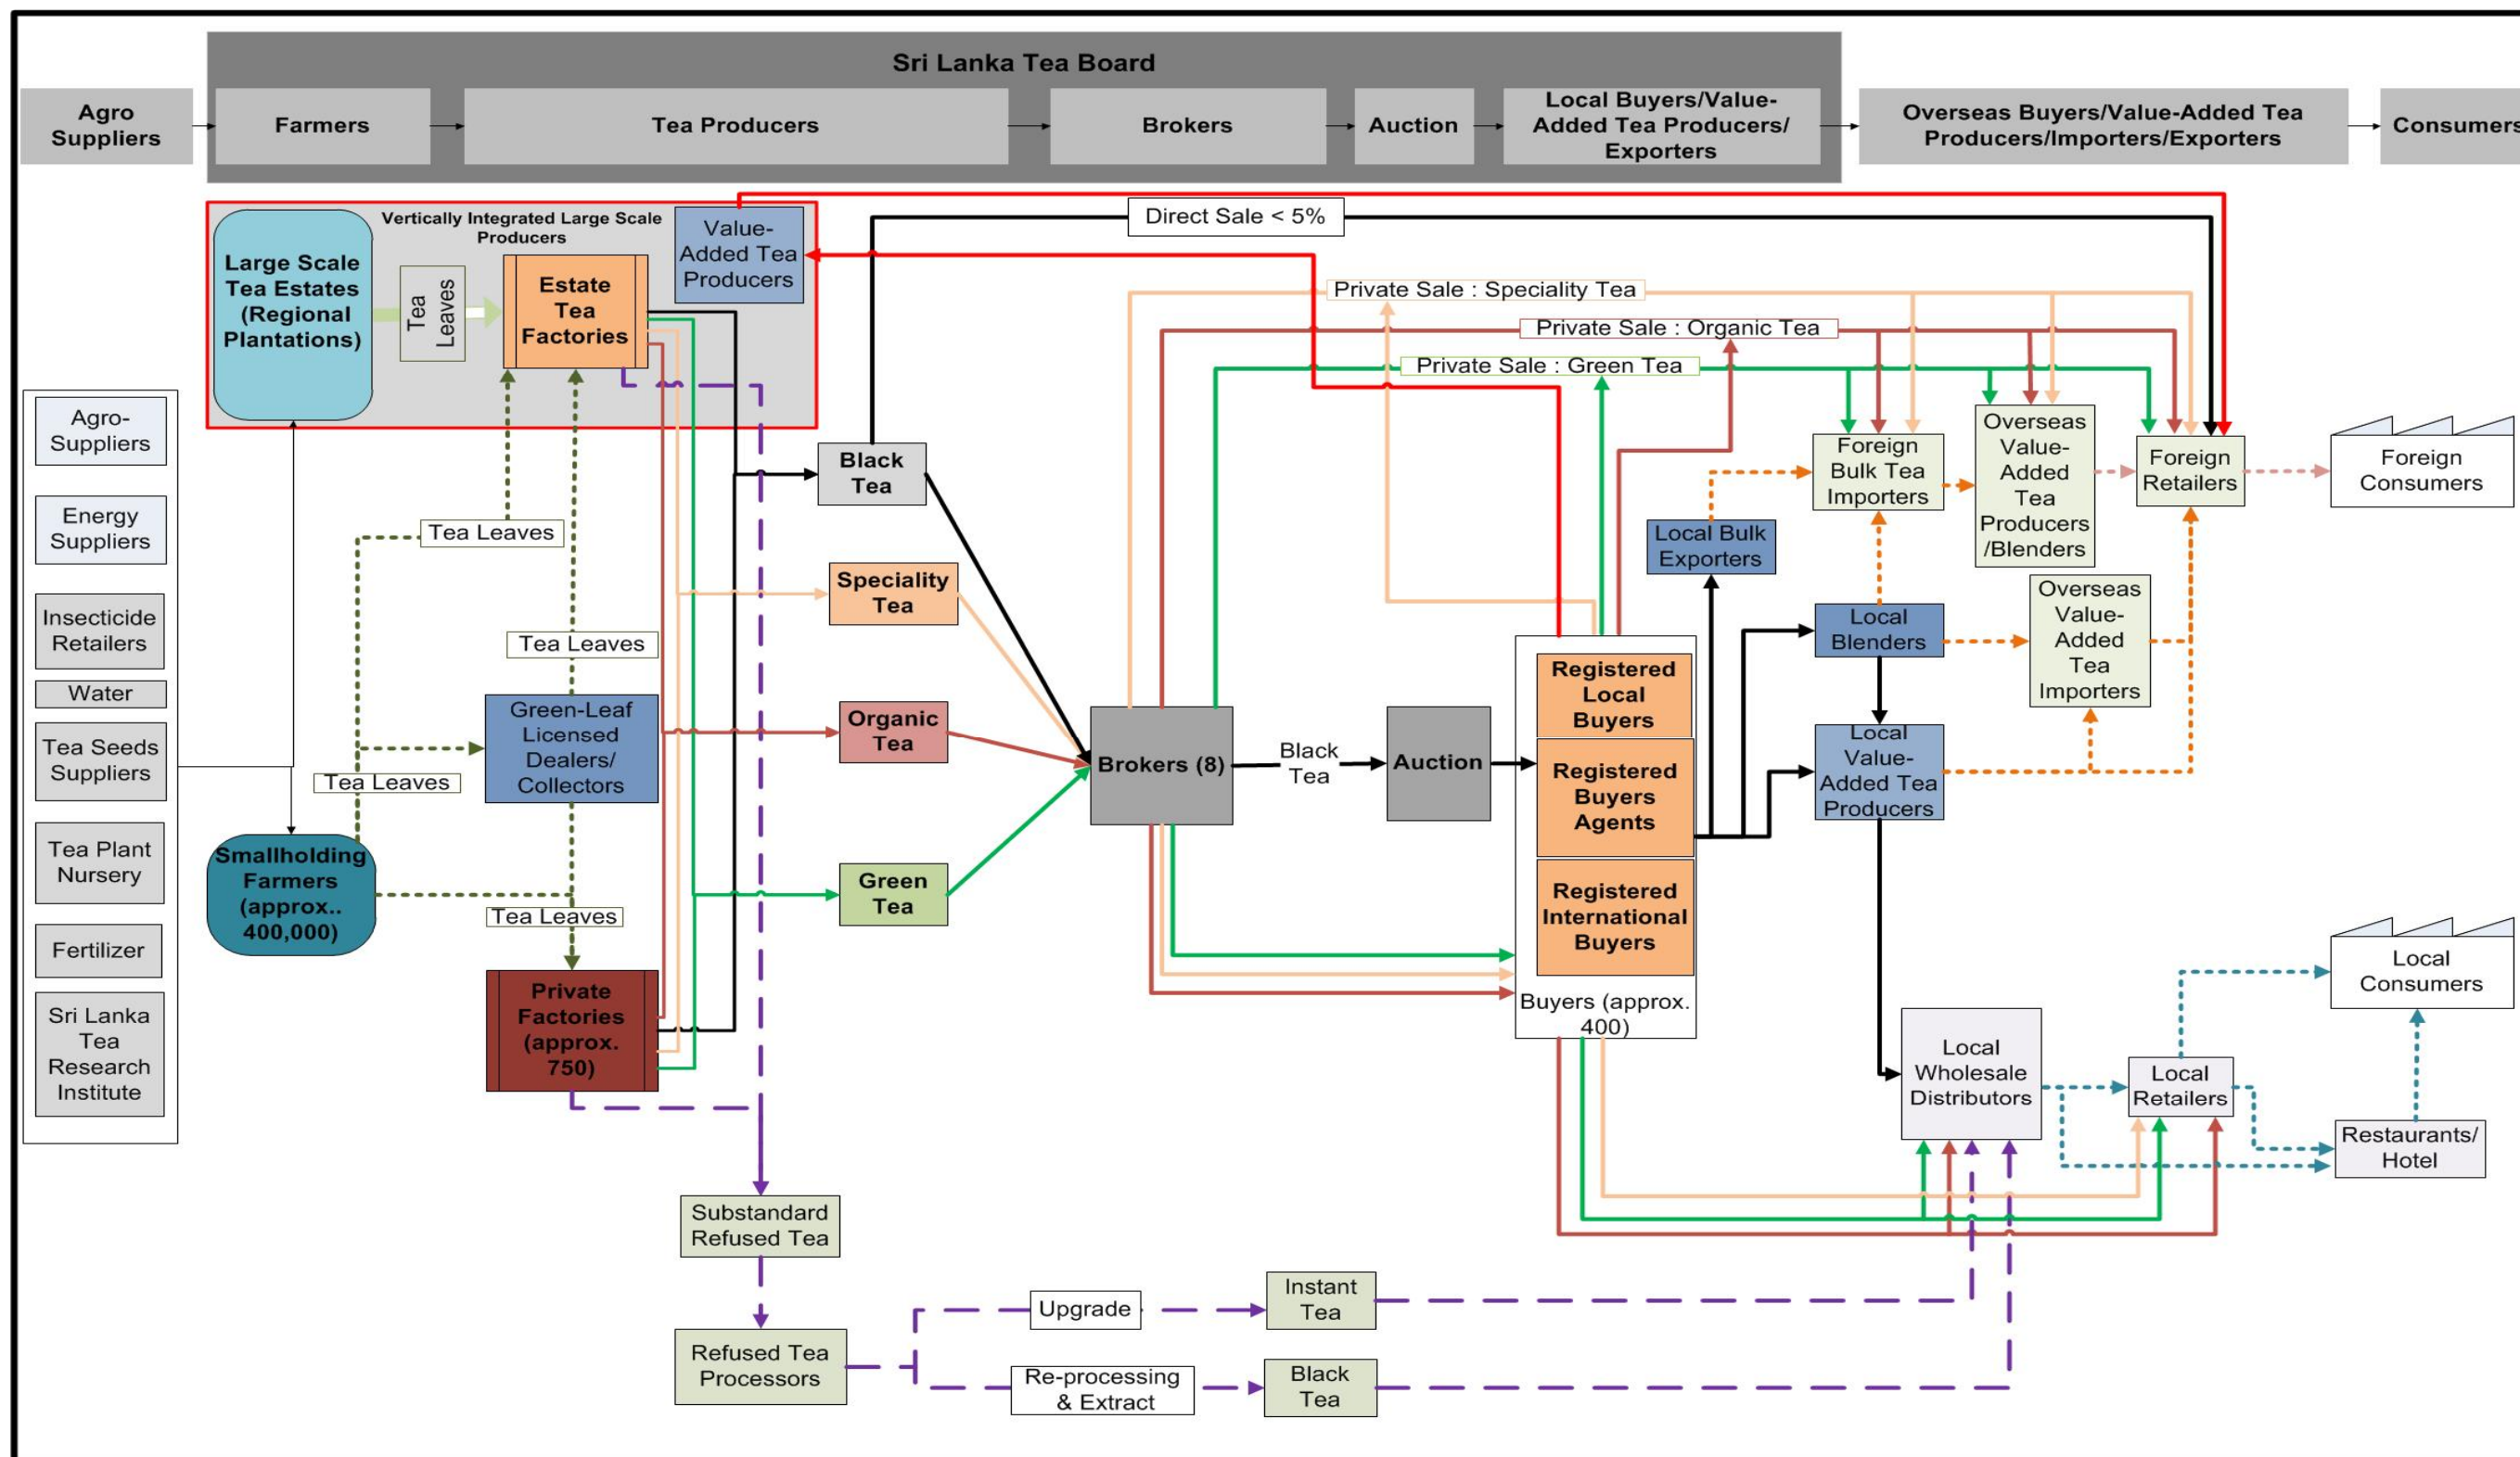 Sri Lanka Tea Board
Agro
Suppliers
Farmers
Tea Producers
Brokers
Auction
Local Buyers/Value-
Added Tea Producers/
Exporters
Overseas Buyers/Value-Added Tea
Producers/Importers/Exporters
Consumers
Vertically Integrated Large Scale
Producers
Large Scale
Tea Estates
(Regional
Plantations)
Tea
Leaves
Estate
Tea
Factories
Value-
Added Tea
Producers
Direct Sale < 5%
Private Sale : Speciality Tea
Private Sale : Organic Tea
Private Sale : Green Tea
Agro-
Suppliers
Energy
Suppliers
Insecticide
Retailers
Water
Tea Seeds
Suppliers
Tea Plant
Nursery
Fertilizer
Sri Lanka
Tea
Research
Institute
Tea Leaves
Tea Leaves
Tea Leaves
Tea Leaves
Green-Leaf
Licensed
Dealers/
Collectors
Smallholding
Farmers
(approx..
400,000)
Private
Factories
(approx.
750)
Black
Tea
Speciality
Tea
Organic
Tea
Green
Tea
Brokers (8)
Black
Tea
Auction
Registered
Local
Buyers
Registered
Buyers
Agents
Registered
International
Buyers
Buyers (approx.
400)
Local Bulk
Exporters
Foreign
Bulk Tea
Importers
Overseas
Value-
Added
Tea
Producers
/Blenders
Foreign
Retailers
Foreign
Consumers
Local
Blenders
Overseas
Value-
Added
Tea
Importers
Local
Value-
Added Tea
Producers
Local
Consumers
Local
Wholesale
Distributors
Local
Retailers
Restaurants/
Hotel
Substandard
Refused Tea
Refused Tea
Processors
Upgrade
Re-processing
& Extract
Instant
Tea
Black
Tea